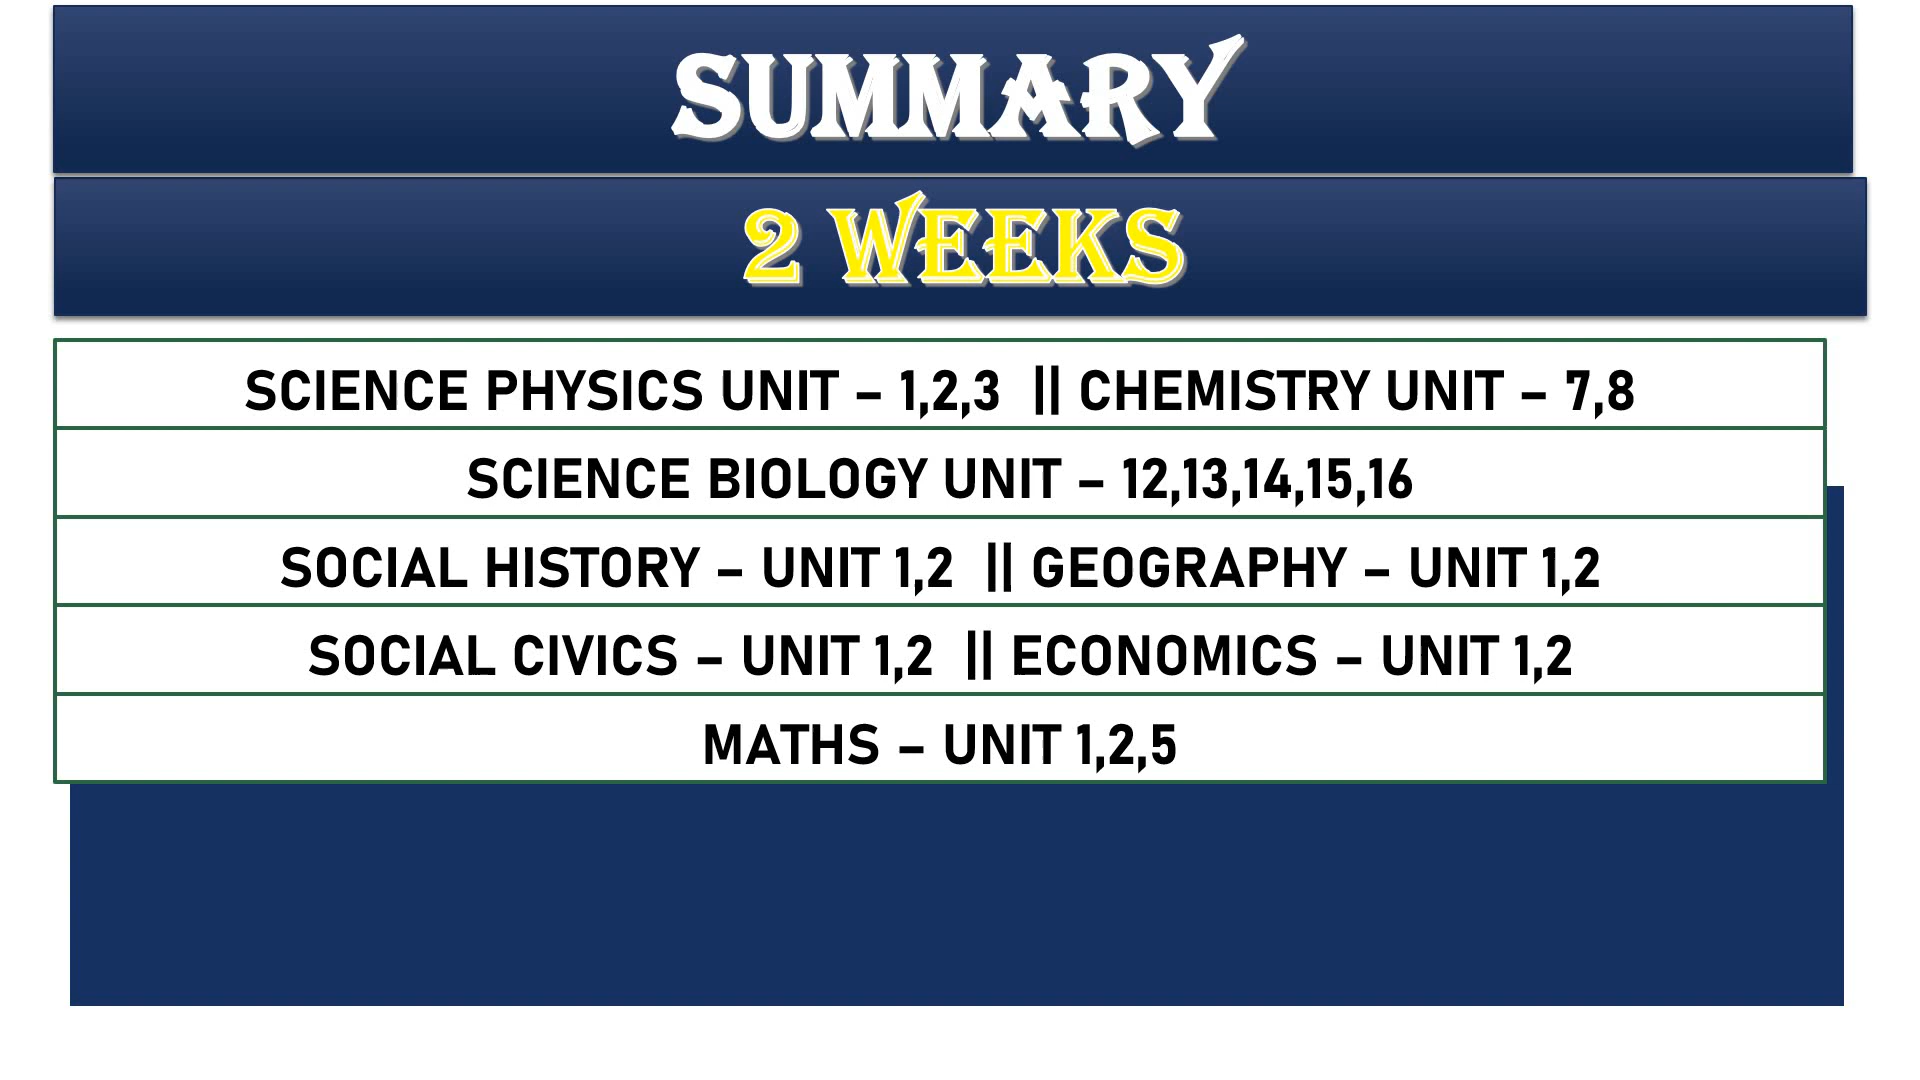 SUMMARY
2 WEEKS
SCIENCE PHYSICS UNIT – 1,2,3 || CHEMISTRY UNIT – 7,8
SCIENCE BIOLOGY UNIT – 12,13,14,15,16
SOCIAL HISTORY – UNIT 1,2 || GEOGRAPHY – UNIT 1,2
SOCIAL CIVICS – UNIT 1,2 || ECONOMICS – UNIT 1,2
MATHS – UNIT 1,2,5